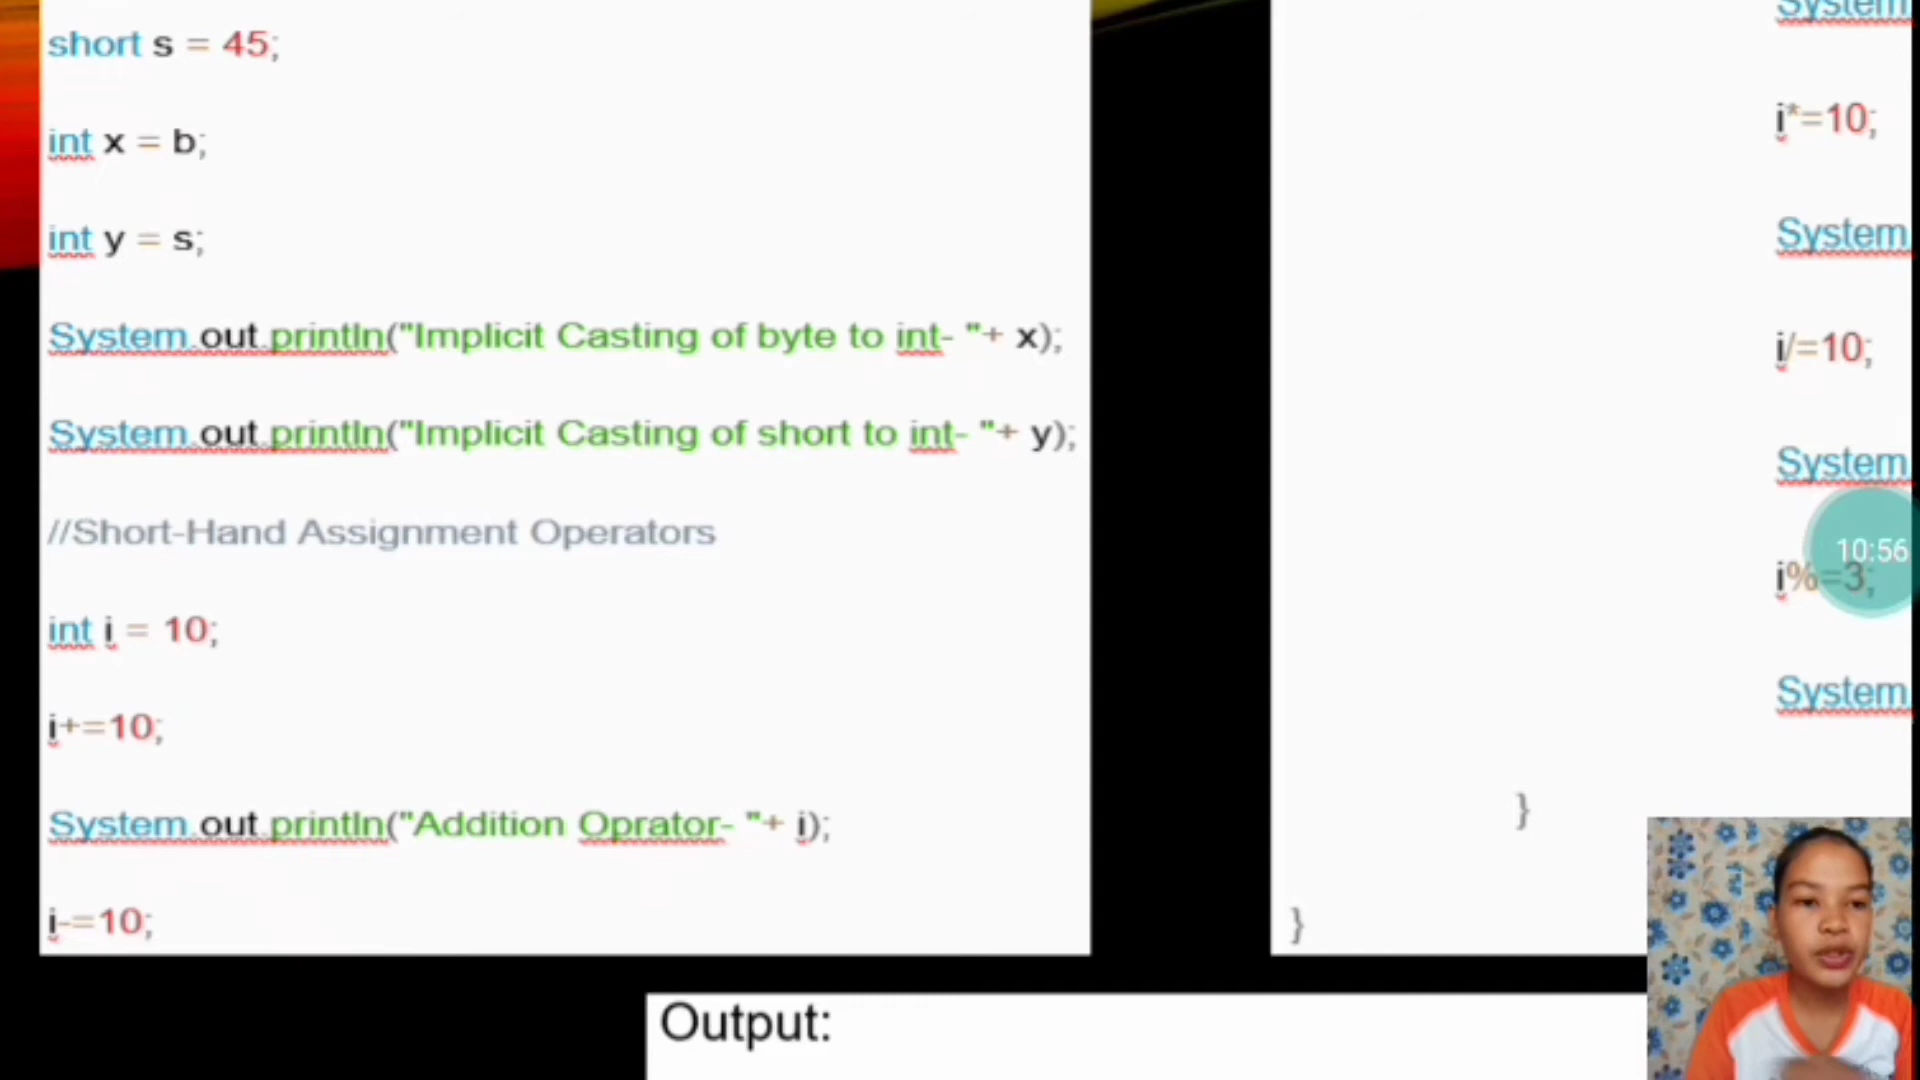 short s = 45;
int x = b;
int y = s;
System.out.println("Implicit Casting of byte to int- "+ x);
System.out.println("Implicit Casting of short to int- "+ y);
//Short-Hand Assignment Operators
int i = 10;
i+=10;
System.out.println("Addition Oprator- "+ i);
i-=10;
System
i*=10;
System.
i/=10;
System
10:56
i%=3;
System.
}
}
Output: